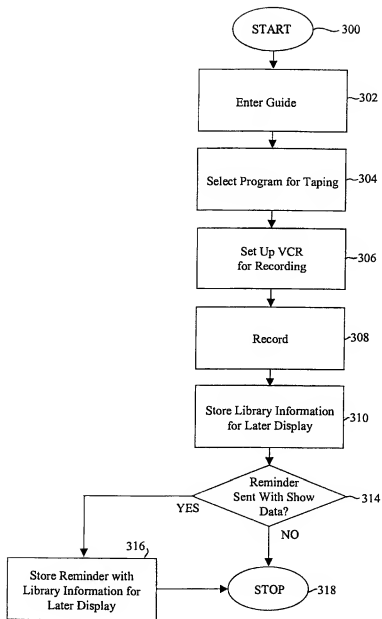 START
300
302
Enter Guide
304
Select Program for Taping
Set Up VCR
for Recording
306
Record
308
Store Library Information
for Later Display
310
Reminder
Sent With Show
Data?
314
YES
NO
316
Store Reminder with
Library Information for
Later Display
STOP
318